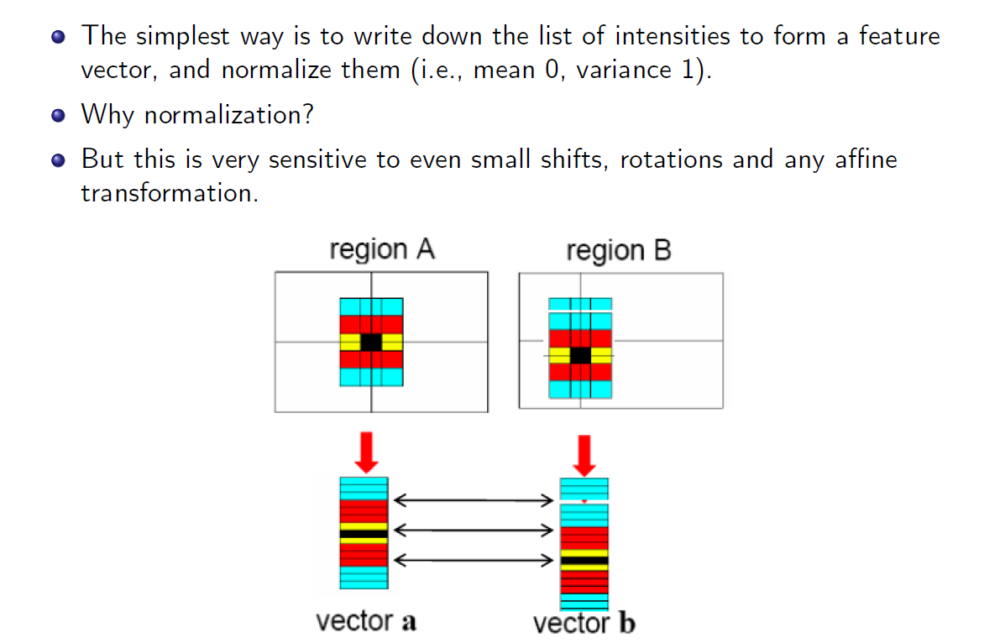 The simplest way is to write down the list of intensities to form a feature
vector, and normalize them (i.e., mean 0, variance 1).
Why normalization?
But this is very sensitive to even small shifts, rotations and any affine
transformation.
region A
region B
vector a
vector b